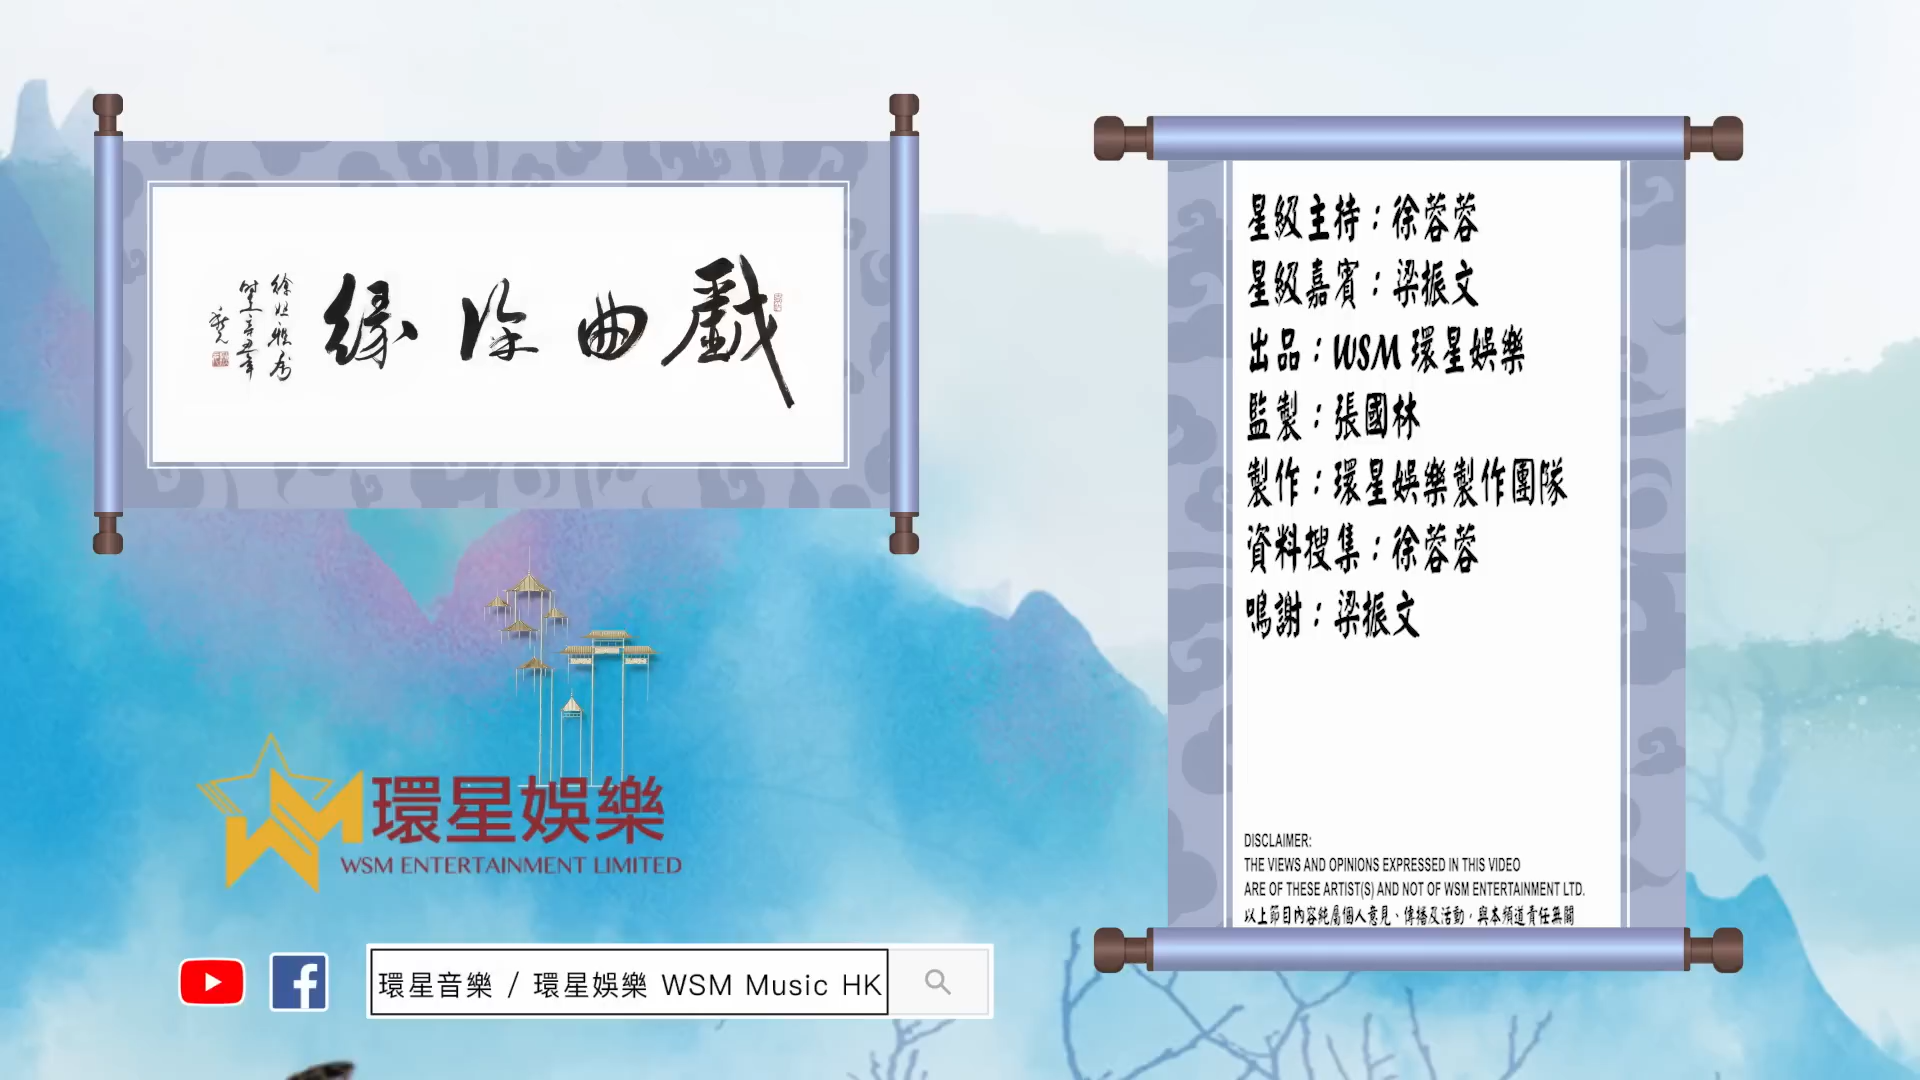 戲曲徐緣
星級主持：徐蓉蓉
星級嘉賓：梁振文
出品：WSM 環星娛樂
監製：張國林
製作：環星娛樂製作團隊
資料搜集：徐蓉蓉
鳴謝：梁振文
DISCLAIMER:
THE VIEWS AND OPINIONS EXPRESSED IN THIS VIDEO
ARE OF THESE ARTIST(S) AND NOT OF WSM ENTERTAINMENT LTD.
以上節目內容純屬個人意見、傳播及活動，與本頻道責任無關
環星娛樂
WSM ENTERTAINMENT LIMITED
環星音樂 / 環星娛樂 WSM Music HK